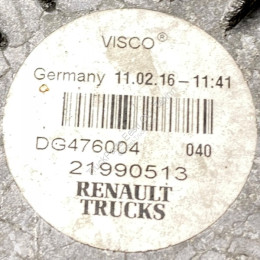 VISCO®
Germany 11.02.16-11:41
DG476004 040
21990513
RENAULT
TRUCKS